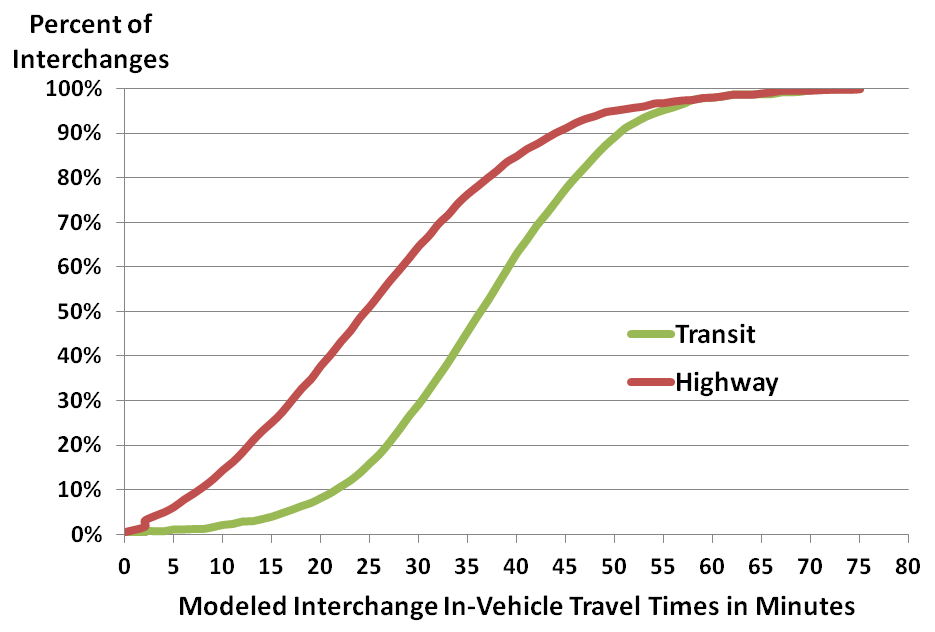 Percent of
Interchanges
100%
90%
80%
70%
60%
50%
40%
30%
20%
10%
0%
Transit
Highway
0 5 10 15 20 25 30 35 40 45 50 55 60 65 70 75 80
Modeled Interchange In-Vehicle Travel Times in Minutes